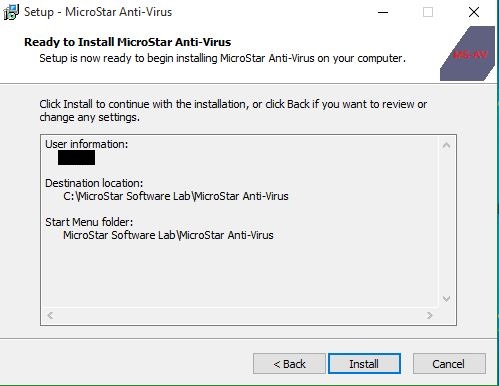 Setup - MicroStar Anti-Virus
Ready to Install MicroStar Anti-Virus
Setup is now ready to begin installing MicroStar Anti-Virus on your computer.
MS-AV
Click Install to continue with the installation, or click Back if you want to review or
change any settings.
User information:
Destination location:
C:\MicroStar Software Lab\MicroStar Anti-Virus
Start Menu folder:
MicroStar Software Lab\MicroStar Anti-Virus
< Back
Install
Cancel